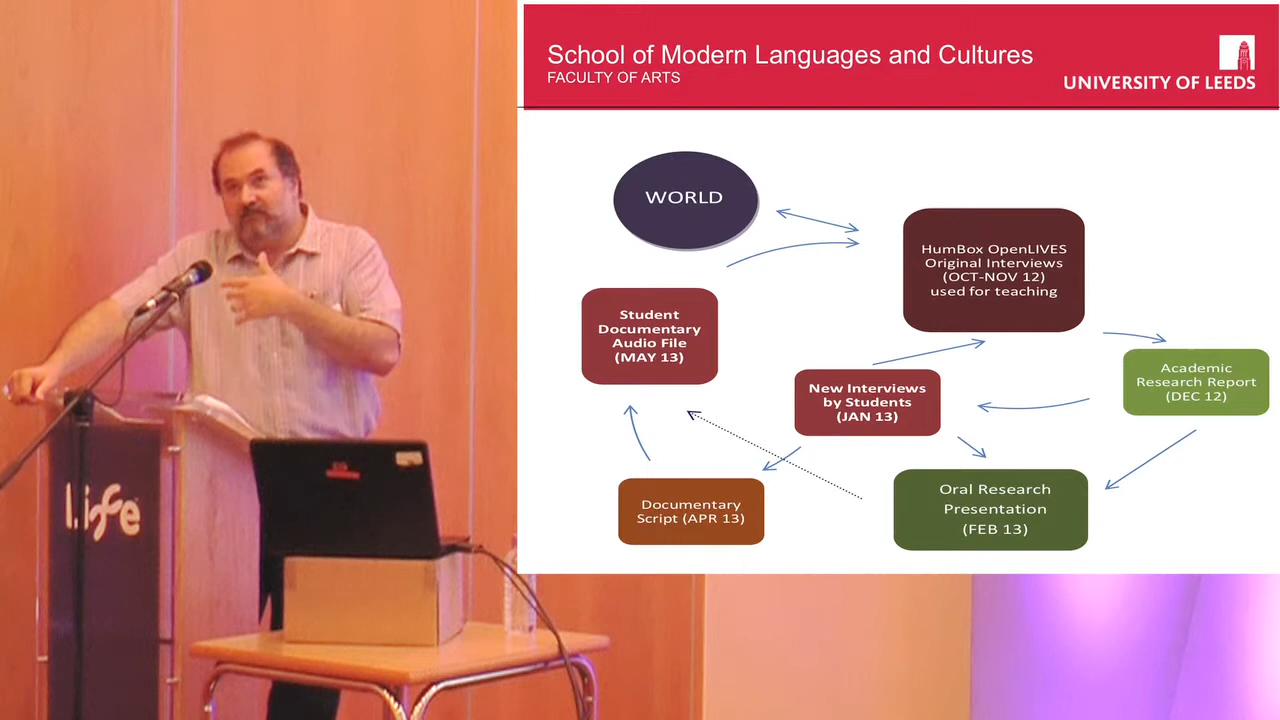 School of Modern Languages and Cultures
FACULTY OF ARTS
UNIVERSITY OF LEEDS
WORLD
HumBox OpenLIVES
Original Interviews
(OCT-NOV 12)
used for teaching
Student
Documentary
Audio File
(MAY 13)
Academic
Research Report
(DEC 12)
New Interviews
by Students
(JAN 13)
Documentary
Script (APR 13)
Oral Research
Presentation
(FEB 13)
Life